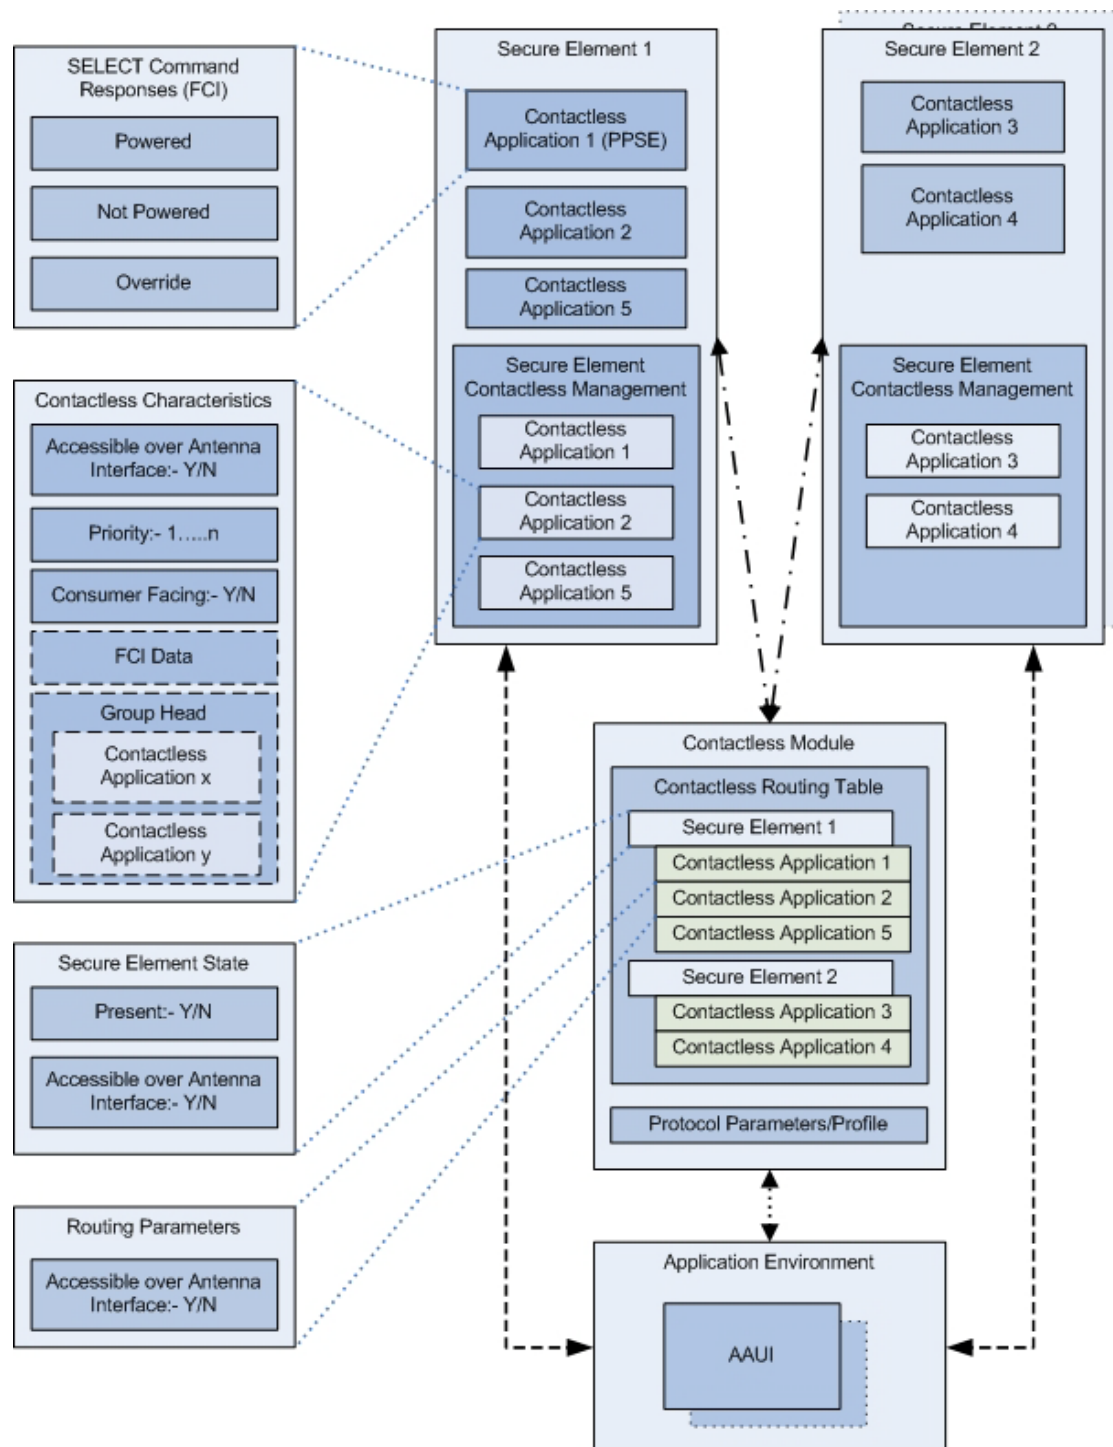 SELECT Command
Responses (FCI)
Powered
Not Powered
Override
Contactless Characteristics
Accessible over Antenna
Interface:- Y/N
Priority:- 1.....n
Consumer Facing:- Y/N
FCI Data
Group Head
Contactless
Application x
Contactless
Application y
Secure Element State
Present:- Y/N
Accessible over Antenna
Interface:- Y/N
Routing Parameters
Accessible over Antenna
Interface:- Y/N
Secure Element 1
Contactless
Application 1 (PPSE)
Contactless
Application 2
Contactless
Application 5
Secure Element
Contactless Management
Contactless
Application 1
Contactless
Application 2
Contactless
Application 5
Secure Element
Secure Element 2
Contactless
Application 3
Contactless
Application 4
Secure Element
Contactless Management
Contactless
Application 3
Contactless
Application 4
Contactless Module
Contactless Routing Table
Secure Element 1
Contactless Application 1
Contactless Application 2
Contactless Application 5
Secure Element 2
Contactless Application 3
Contactless Application 4
Protocol Parameters/Profile
Application Environment
AAUI